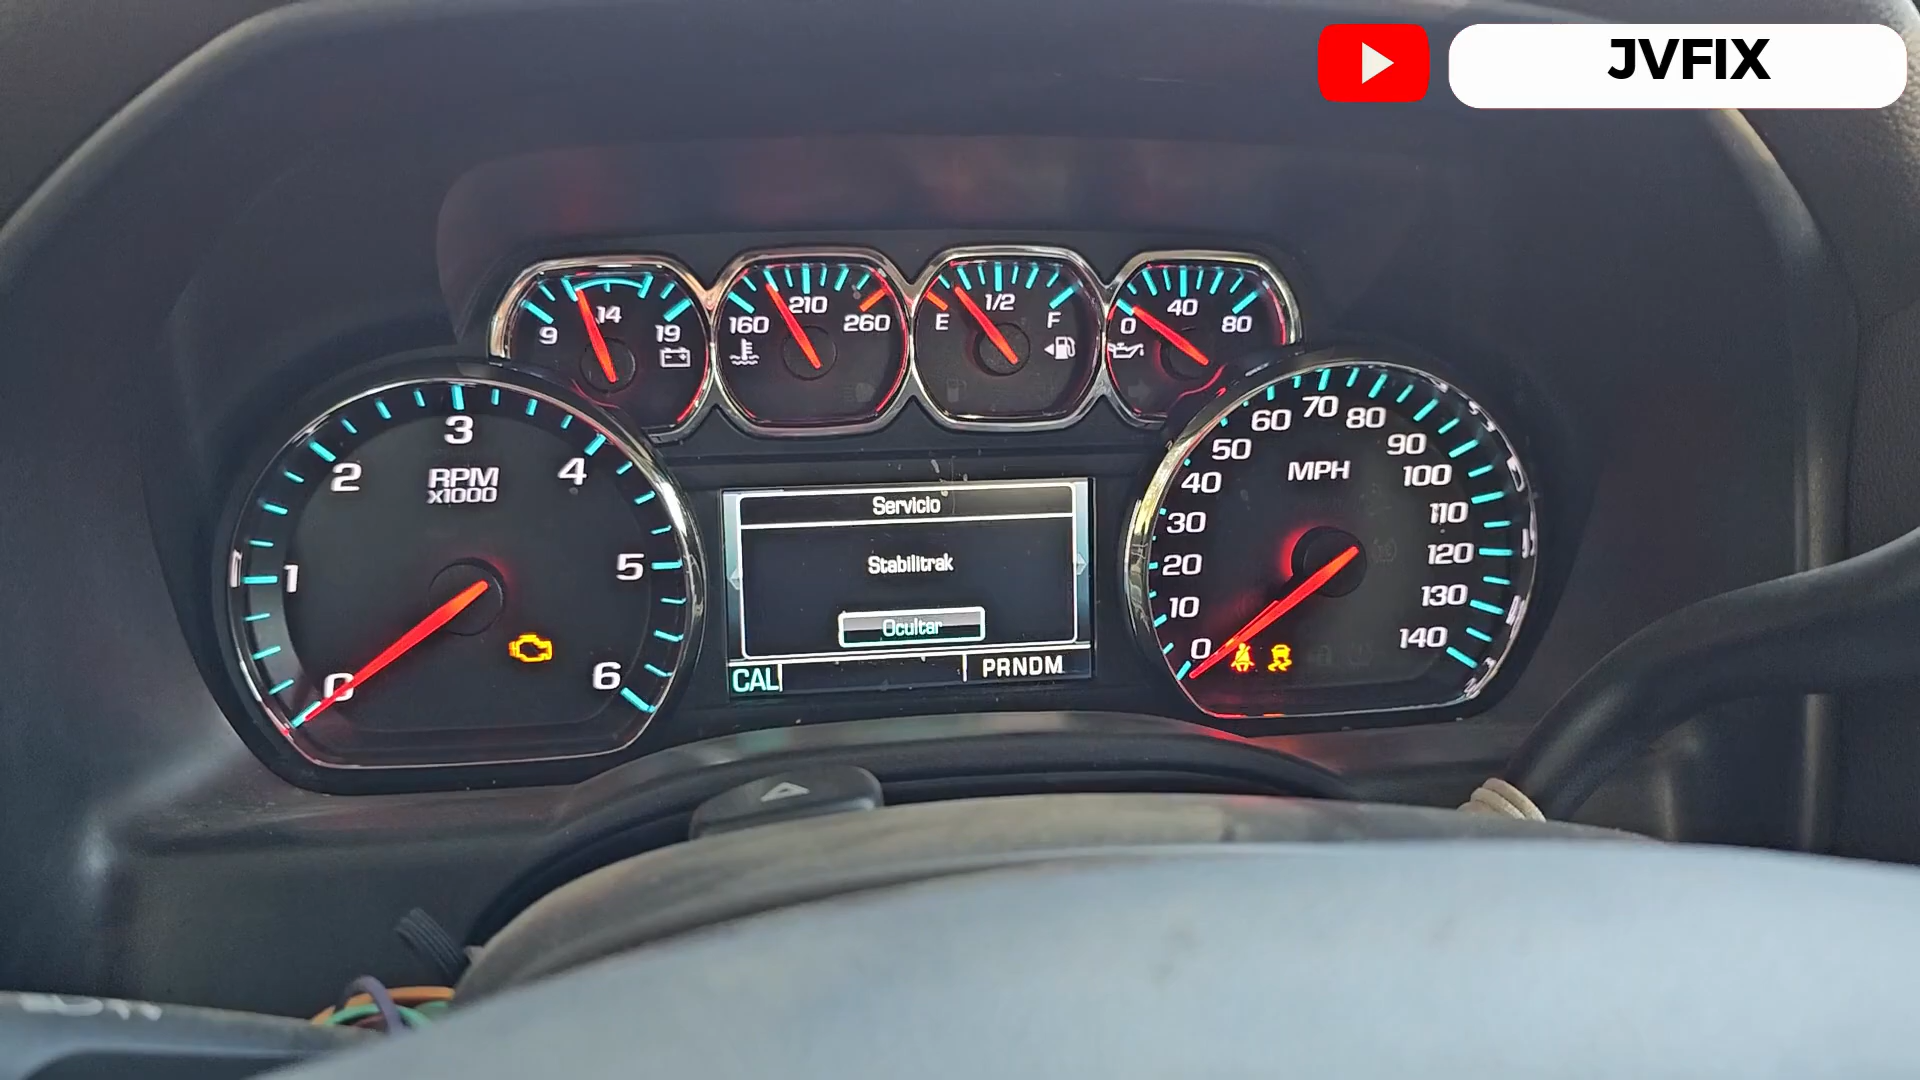 JVFIX
9 14 19
160 210 260
E 1/2 F
0 40 80
0 1 2 3 4 5 6
RPM
X1000
Servicio
Stabilitrak
Ocultar
CAL
PRNDM
0 10 20 30 40 50 60 70 80 90 100 110 120 130 140
MPH